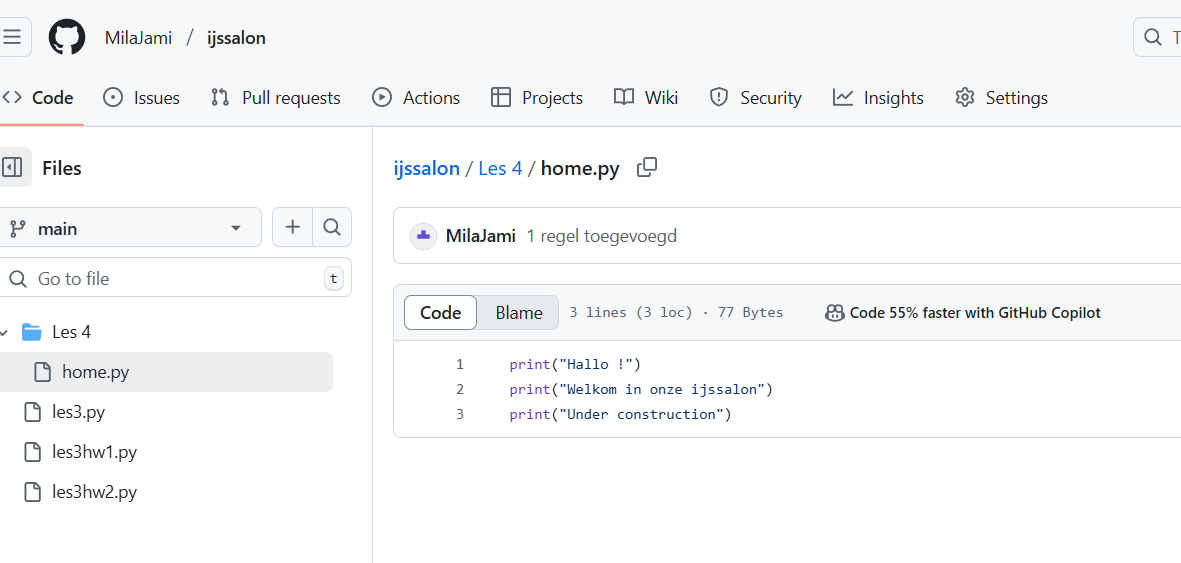 MilaJami / ijssalon
T
Code Issues Pull requests Actions Projects Wiki Security Insights Settings
Files
main
Go to file t
Les 4
home.py
les3.py
les3hw1.py
les3hw2.py
ijssalon / Les 4 / home.py
MilaJami 1 regel toegevoegd
Code Blame 3 lines (3 loc) · 77 Bytes Code 55% faster with GitHub Copilot
1 print("Hallo !")
2 print("Welkom in onze ijssalon")
3 print("Under construction")